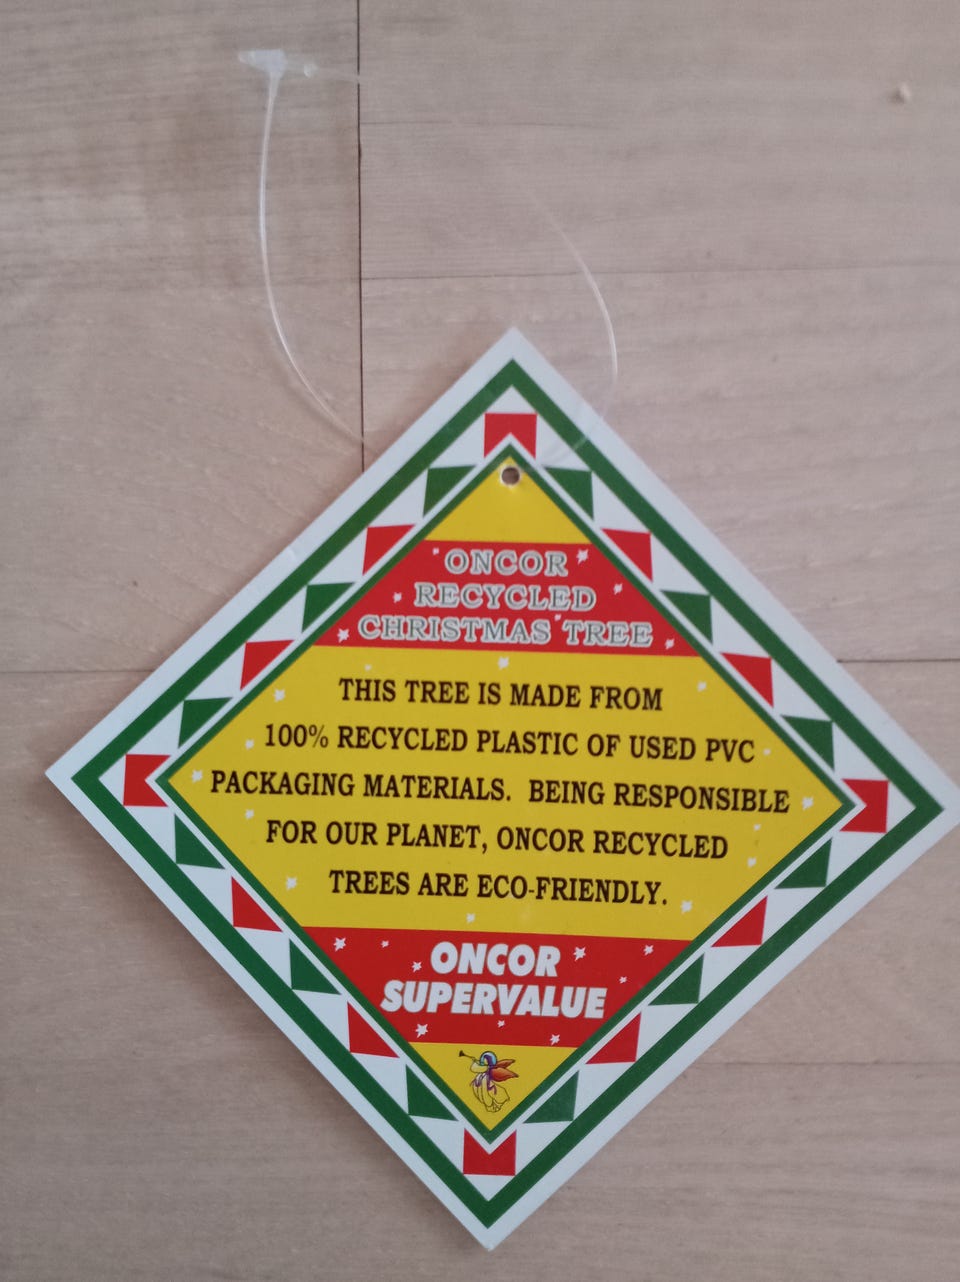 ONCOR
RECYCLED
CHRISTMAS TREE
THIS TREE IS MADE FROM
100% RECYCLED PLASTIC OF USED PVC
PACKAGING MATERIALS. BEING RESPONSIBLE
FOR OUR PLANET, ONCOR RECYCLED
TREES ARE ECO-FRIENDLY.
ONCOR
SUPERVALUE